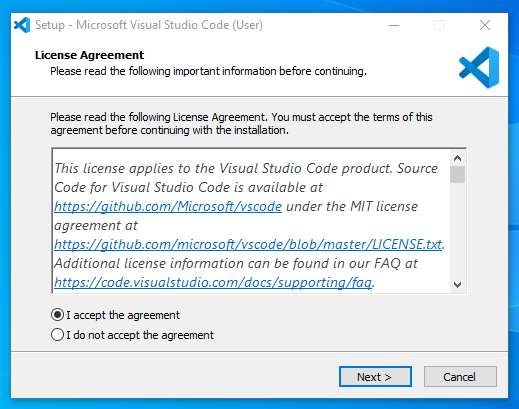 Setup - Microsoft Visual Studio Code (User)
License Agreement
Please read the following important information before continuing.
Please read the following License Agreement. You must accept the terms of this
agreement before continuing with the installation.
This license applies to the Visual Studio Code product. Source
Code for Visual Studio Code is available at
https://github.com/Microsoft/vscode under the MIT license
agreement at
https://github.com/microsoft/vscode/blob/master/LICENSE.txt.
Additional license information can be found in our FAQ at
https://code.visualstudio.com/docs/supporting/faq.
I accept the agreement
I do not accept the agreement
Next >
Cancel